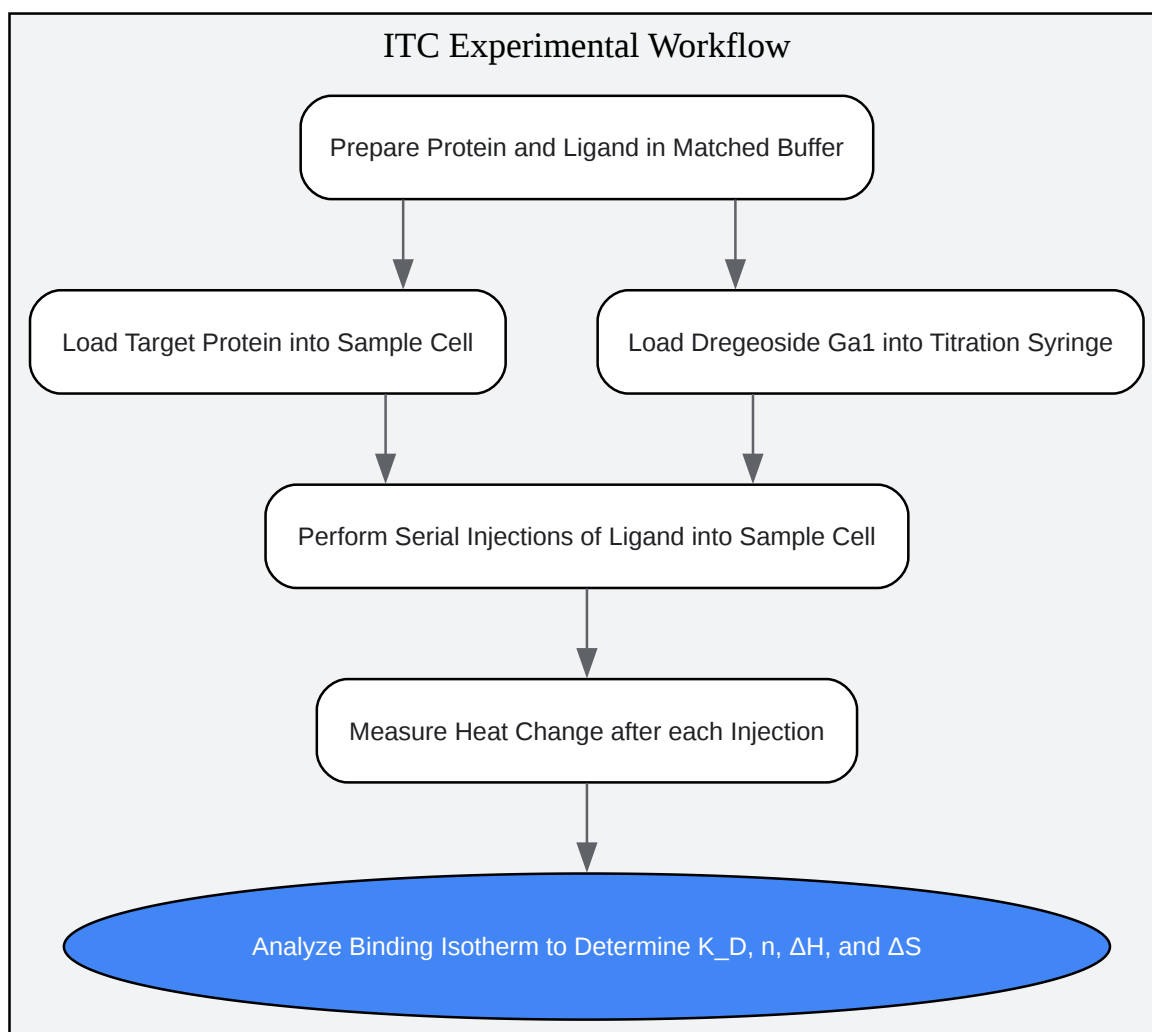 ITC Experimental Workflow
Prepare Protein and Ligand in Matched Buffer
Load Target Protein into Sample Cell
Load Dregeoside Ga1 into Titration Syringe
Perform Serial Injections of Ligand into Sample Cell
Measure Heat Change after each Injection
Analyze Binding Isotherm to Determine K_D, n, ΔH, and ΔS